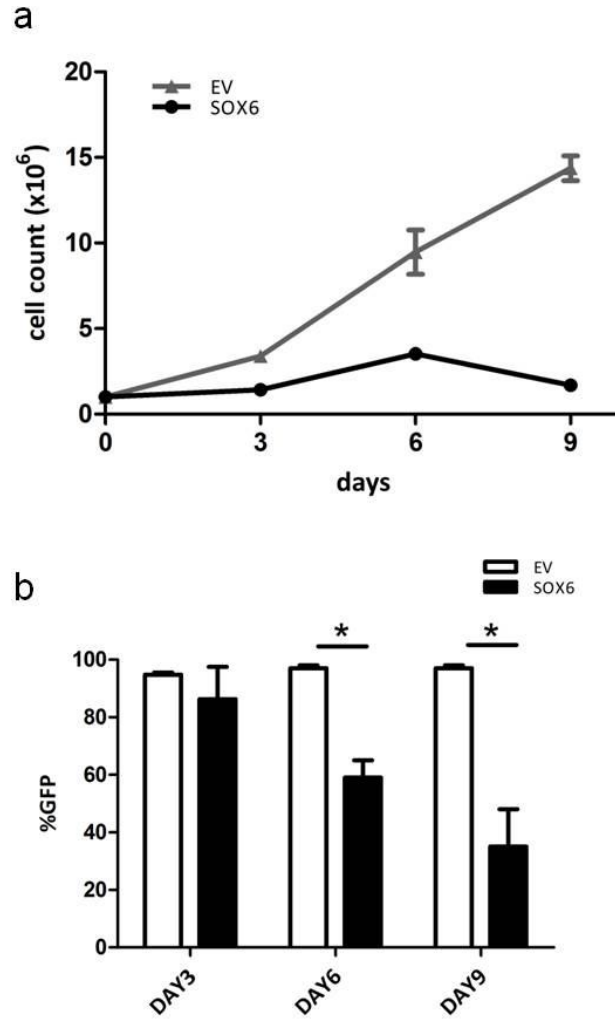 a
20
15
10
5
0
cell count (x10⁶)
EV
SOX6
0 3 6 9
days
b
EV
SOX6
* *
100
80
60
40
20
0
%GFP
DAY3 DAY6 DAY9